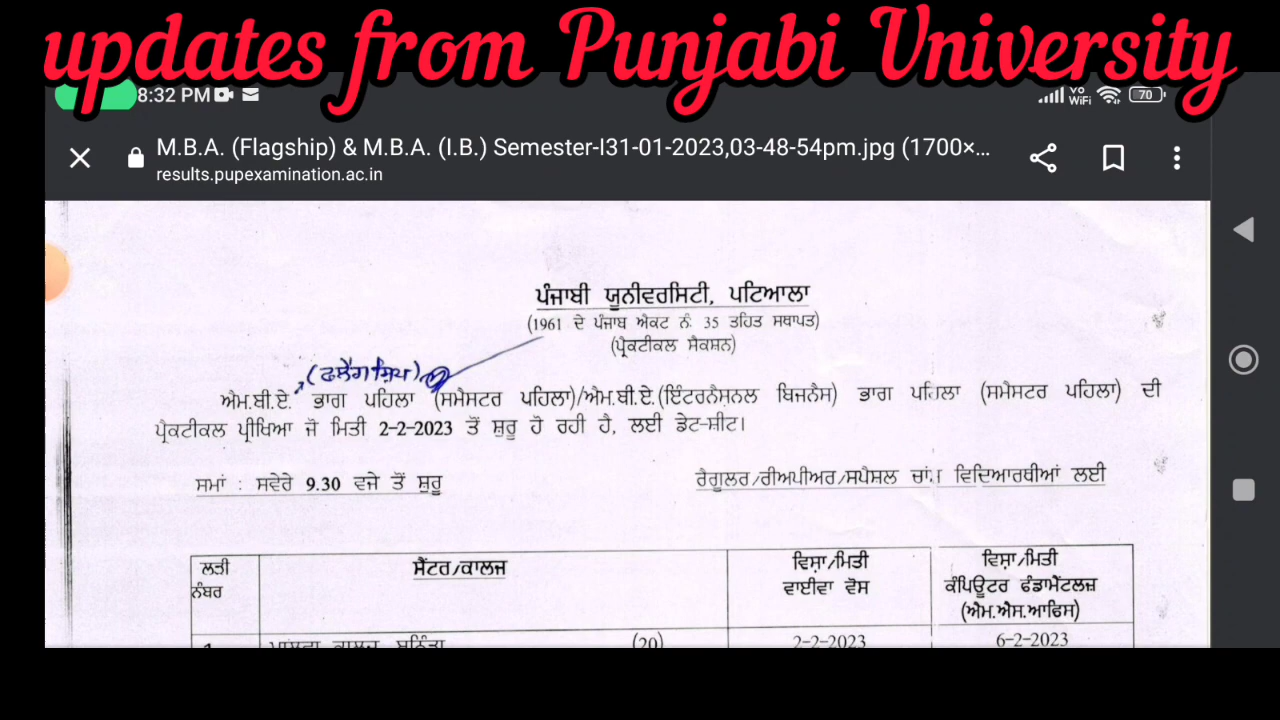 updates from Punjabi University
8:32 PM
Vo WiFi
70
M.B.A. (Flagship) & M.B.A. (I.B.) Semester-I31-01-2023,03-48-54pm.jpg (1700×...
results.pupexamination.ac.in
ਪੰਜਾਬੀ ਯੂਨੀਵਰਸਿਟੀ, ਪਟਿਆਲਾ
(1961 ਦੇ ਪੰਜਾਬ ਐਕਟ ਨੰ. 35 ਤਹਿਤ ਸਥਾਪਤ)
(ਪ੍ਰੈਕਟੀਕਲ ਸੈਕਸ਼ਨ)
(ਫਲੈਗਸ਼ਿਪ)
ਐਮ.ਬੀ.ਏ. ਭਾਗ ਪਹਿਲਾ (ਸਮੈਸਟਰ ਪਹਿਲਾ)/ਐਮ.ਬੀ.ਏ.(ਇੰਟਰਨੈਸ਼ਨਲ ਬਿਜਨੈਸ) ਭਾਗ ਪਹਿਲਾ (ਸਮੈਸਟਰ ਪਹਿਲਾ) ਦੀ
ਪ੍ਰੈਕਟੀਕਲ ਪ੍ਰੀਖਿਆ ਜੋ ਮਿਤੀ 2-2-2023 ਤੋਂ ਸ਼ੁਰੂ ਹੋ ਰਹੀ ਹੈ, ਲਈ ਡੇਟ-ਸ਼ੀਟ।
ਸਮਾਂ : ਸਵੇਰੇ 9.30 ਵਜੇ ਤੋਂ ਸ਼ੁਰੂ
ਰੈਗੂਲਰ/ਰੀਅਪੀਅਰ/ਸਪੈਸ਼ਲ ਚਾਂਸ ਵਿਦਿਆਰਥੀਆਂ ਲਈ
ਲੜੀ ਨੰਬਰ
ਸੈਂਟਰ/ਕਾਲਜ
ਵਿਸ਼ਾ/ਮਿਤੀ
ਵਾਈਵਾ ਵੋਸ
ਵਿਸ਼ਾ/ਮਿਤੀ
ਕੰਪਿਊਟਰ ਫੰਡਾਮੈਂਟਲਜ਼
(ਐਮ.ਐਸ.ਆਫਿਸ)
(20)
2-2-2023
6-2-2023